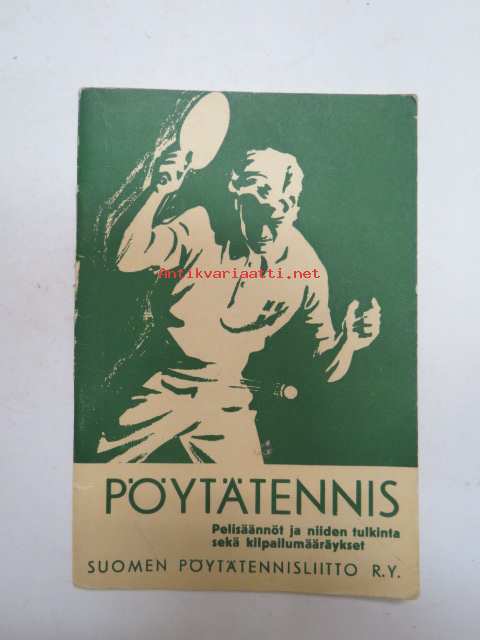 Antikvariaatti.net
PÖYTÄTENNIS
Pelisäännöt ja niiden tulkinta
sekä kilpailumääräykset
SUOMEN PÖYTÄTENNISLIITTO R.Y.